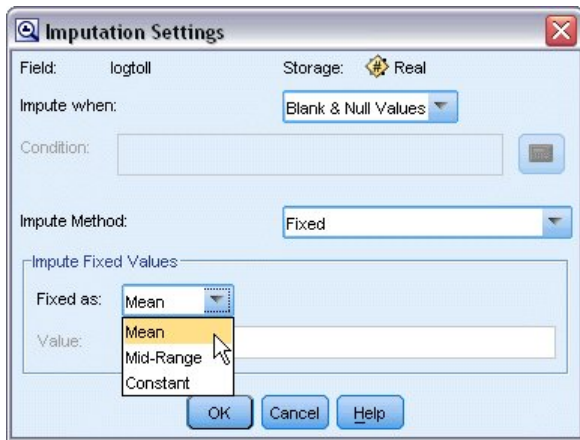 Imputation Settings
Field: logtoll Storage: Real
Impute when: Blank & Null Values
Condition:
Impute Method: Fixed
Impute Fixed Values
Fixed as: Mean
Value:
Mean
Mid-Range
Constant
OK Cancel Help